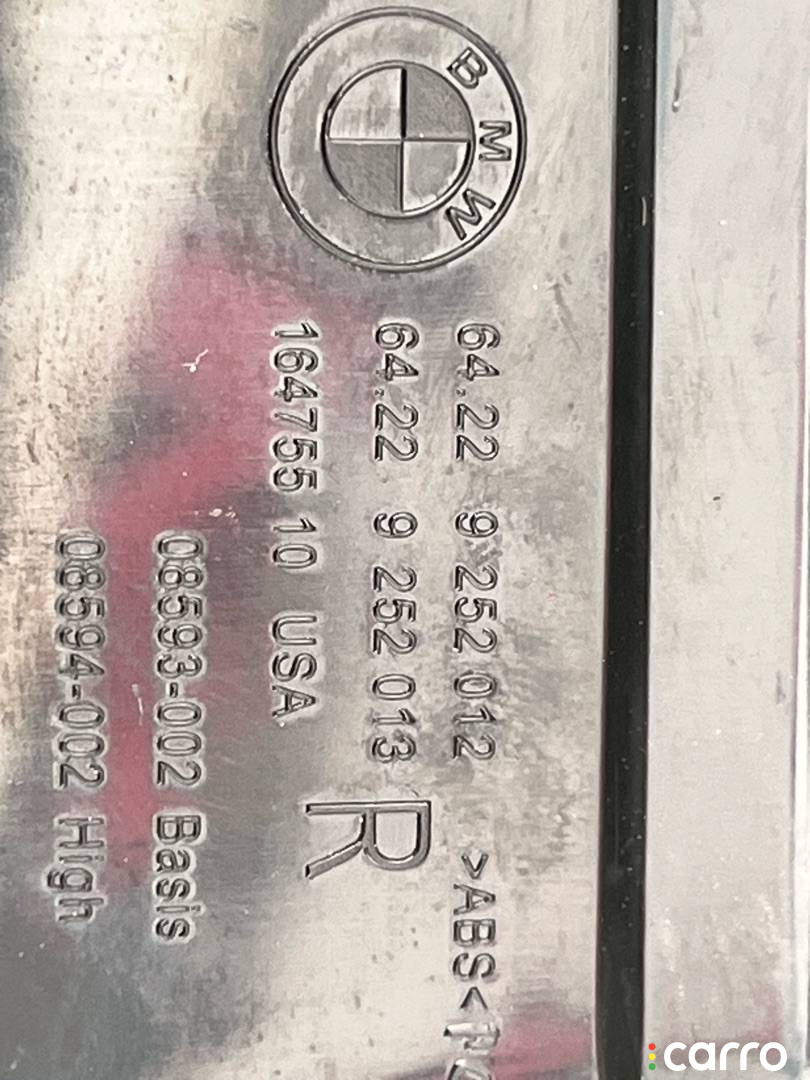 BMW
64.22 9 252 012 >ABS<
64.22 9 252 013 R
164755 10 USA
08593-002 Basis
08594-002 High
carro